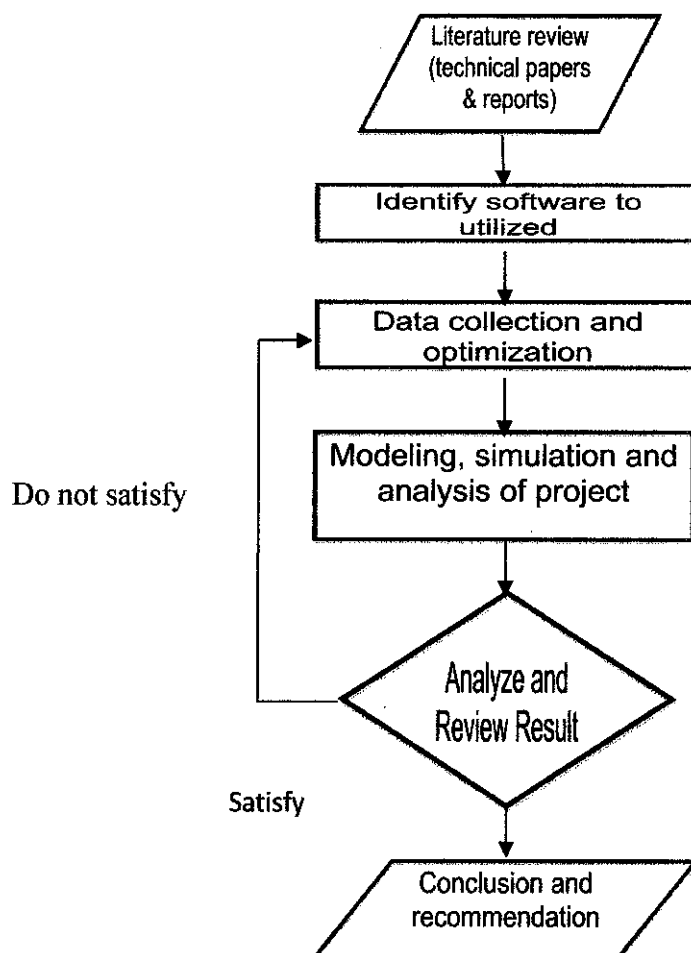 Literature review
(technical papers
& reports)
Identify software to
utilized
Data collection and
optimization
Modeling, simulation and
analysis of project
Do not satisfy
Analyze and
Review Result
Satisfy
Conclusion and
recommendation